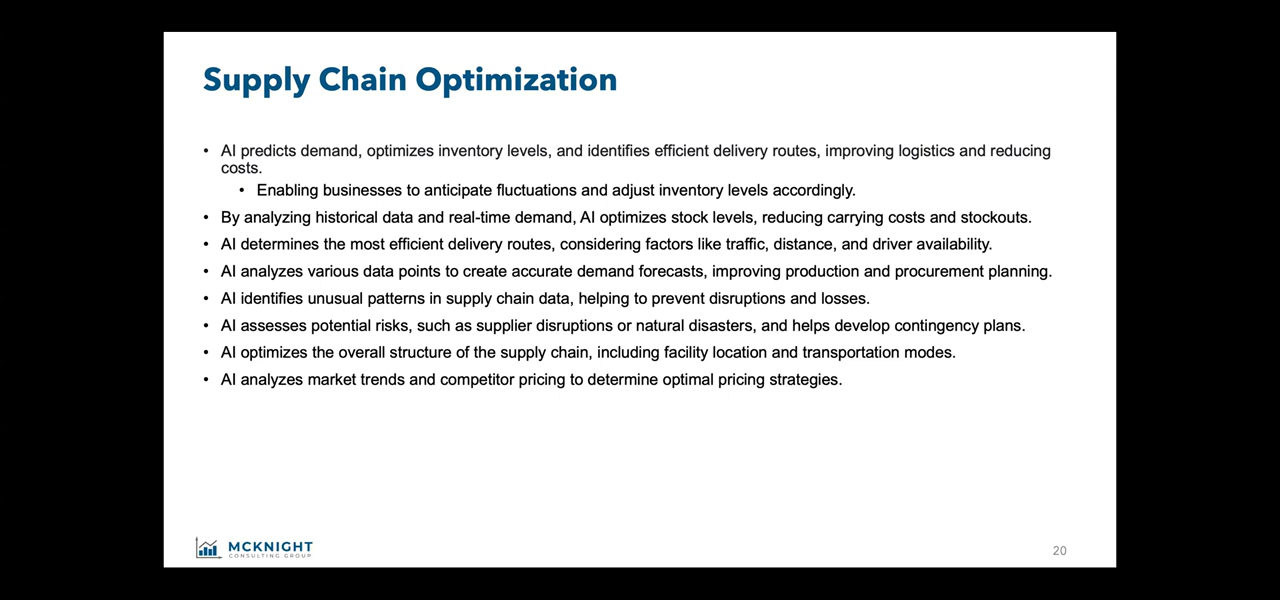 Supply Chain Optimization
• AI predicts demand, optimizes inventory levels, and identifies efficient delivery routes, improving logistics and reducing
costs.
• Enabling businesses to anticipate fluctuations and adjust inventory levels accordingly.
• By analyzing historical data and real-time demand, AI optimizes stock levels, reducing carrying costs and stockouts.
• AI determines the most efficient delivery routes, considering factors like traffic, distance, and driver availability.
• AI analyzes various data points to create accurate demand forecasts, improving production and procurement planning.
• AI identifies unusual patterns in supply chain data, helping to prevent disruptions and losses.
• AI assesses potential risks, such as supplier disruptions or natural disasters, and helps develop contingency plans.
• AI optimizes the overall structure of the supply chain, including facility location and transportation modes.
• AI analyzes market trends and competitor pricing to determine optimal pricing strategies.
MCKNIGHT
CONSULTING GROUP
20